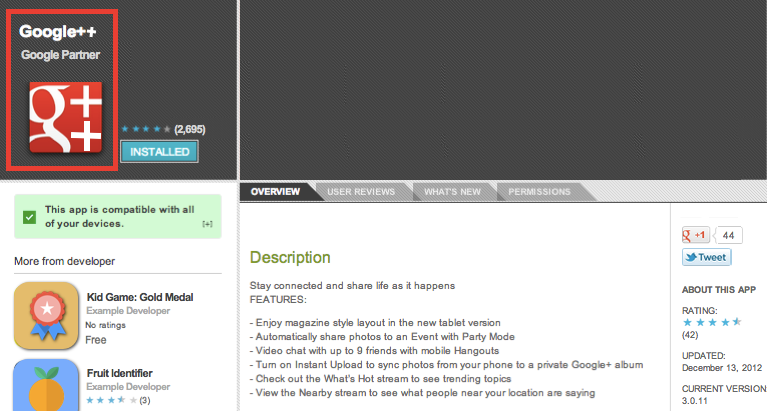 Google++
Google Partner
g++
(2,695)
INSTALLED
This app is compatible with all
of your devices.
[+]
More from developer
Kid Game: Gold Medal
Example Developer
No ratings
Free
Fruit Identifier
Example Developer
(3)
OVERVIEW
USER REVIEWS
WHAT'S NEW
PERMISSIONS
Description
Stay connected and share life as it happens
FEATURES:
- Enjoy magazine style layout in the new tablet version
- Automatically share photos to an Event with Party Mode
- Video chat with up to 9 friends with mobile Hangouts
- Turn on Instant Upload to sync photos from your phone to a private Google+ album
- Check out the What's Hot stream to see trending topics
- View the Nearby stream to see what people near your location are saying
g +1 44
Tweet
ABOUT THIS APP
RATING:
(42)
UPDATED:
December 13, 2012
CURRENT VERSION
3.0.11